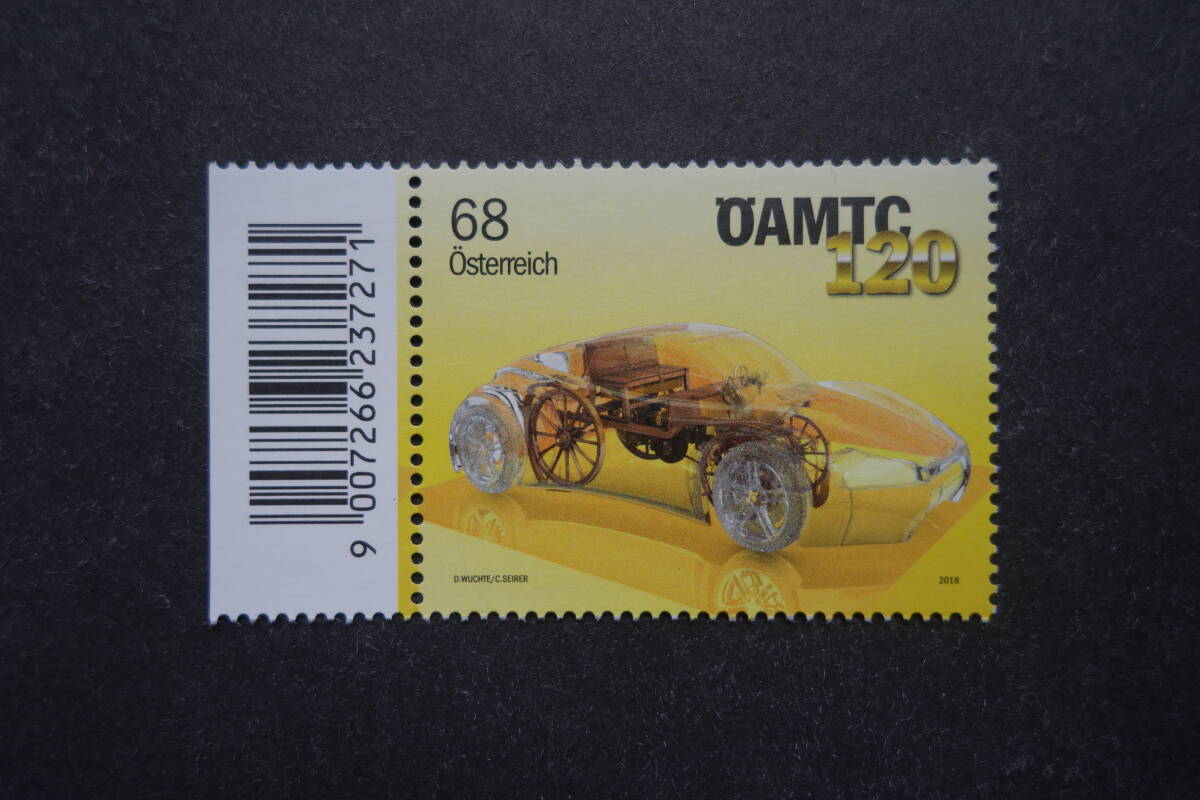 9 007266 237271
68
Österreich
ÖAMTC
120
D.WUCHTE/C.SEIRER
2016